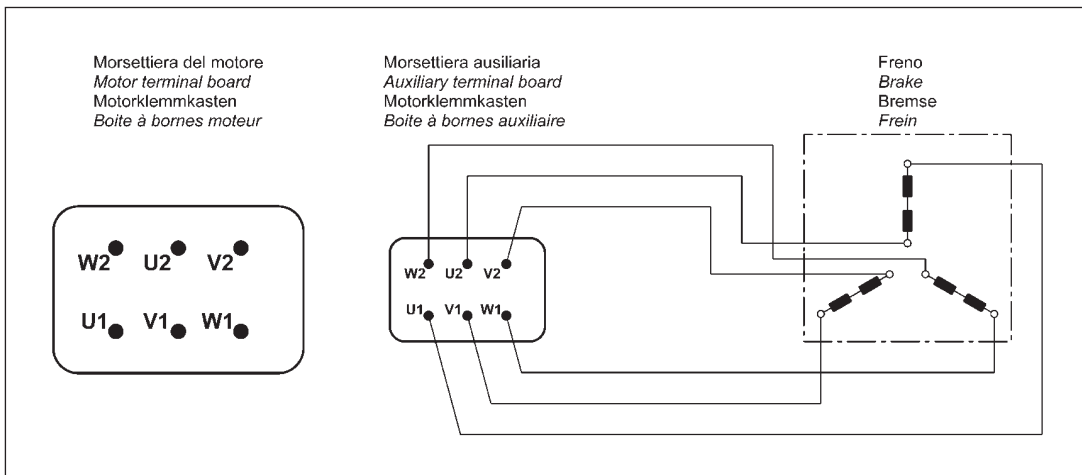 Morsettiera del motore
Motor terminal board
Motorklemmkasten
Boite à bornes moteur
Morsettiera ausiliaria
Auxiliary terminal board
Motorklemmkasten
Boite à bornes auxiliaire
Freno
Brake
Bremse
Frein
W2 U2 V2
U1 V1 W1
W2 U2 V2
U1 V1 W1